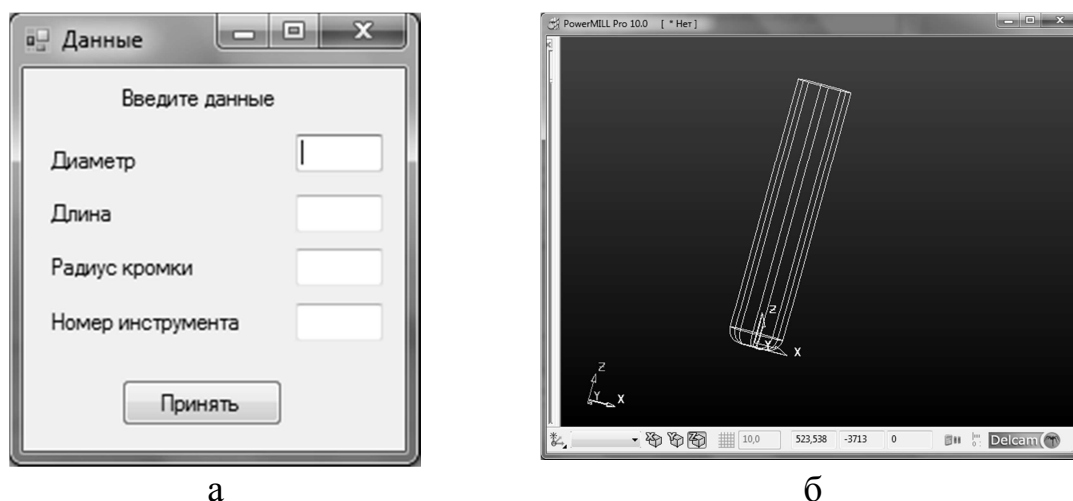 Данные
Введите данные
Диаметр
Длина
Радиус кромки
Номер инструмента
Принять
а
PowerMILL Pro 10.0 [ * Нет ]
Z
Y
X
Z
Y
X
10,0 523,538 -3713 0 Delcam
б